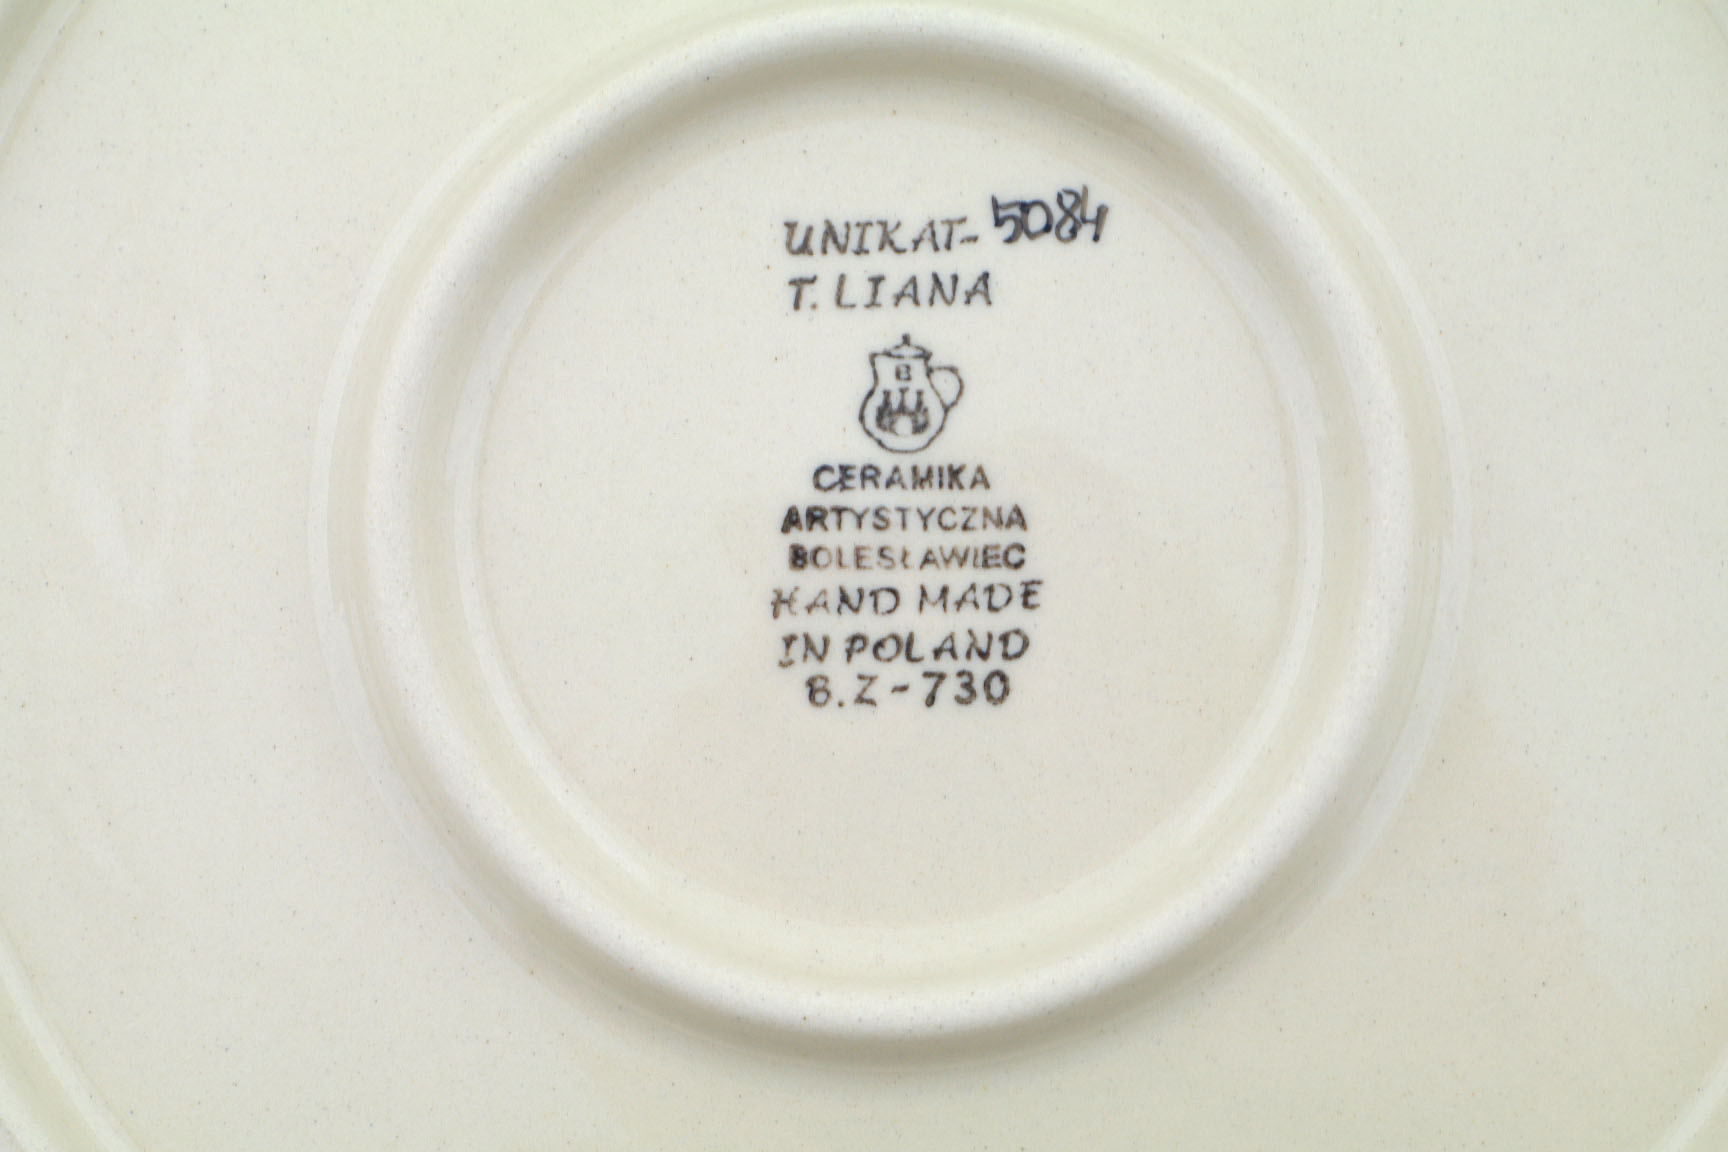 UNIKAT-5084
T. LIANA
B
CERAMIKA
ARTYSTYCZNA
BOLESŁAWIEC
HAND MADE
IN POLAND
B.Z-730